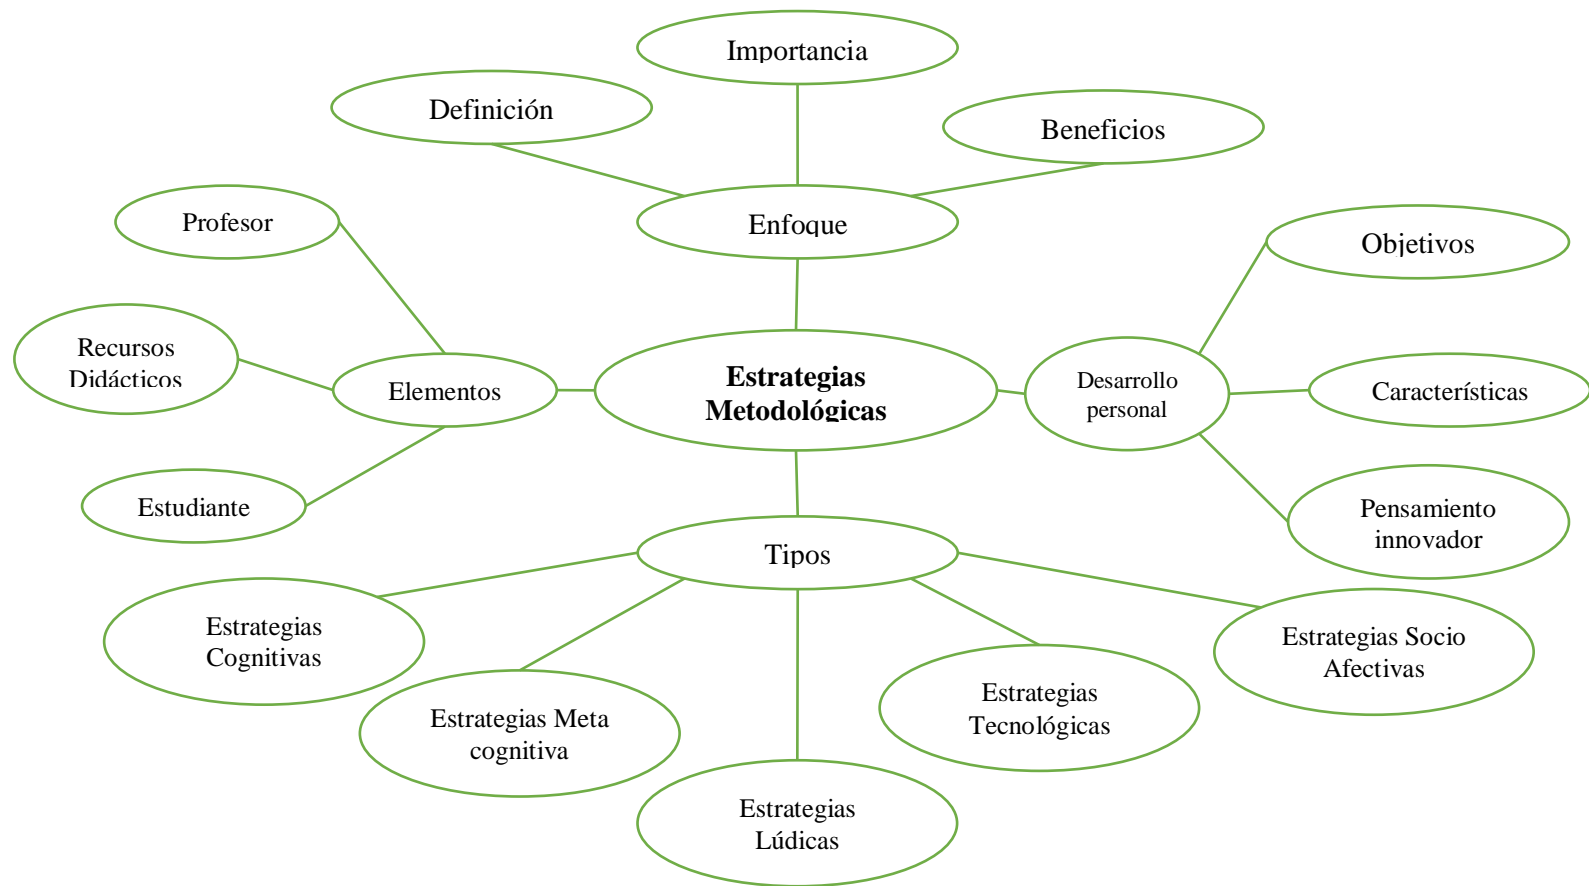 Importancia
Definición
Beneficios
Profesor
Enfoque
Objetivos
Recursos
Didácticos
Elementos
Estrategias
Metodológicas
Desarrollo
personal
Característícas
Estudiante
Pensamiento
innovador
Tipos
Estrategias
Cognitivas
Estrategias Socio
Afectivas
Estrategias Meta
cognitiva
Estrategias
Tecnológicas
Estrategias
Lúdicas